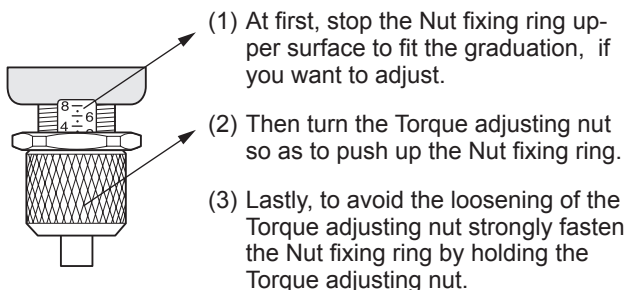 (1) At first, stop the Nut fixing ring up-
per surface to fit the graduation, if
you want to adjust.
8
6
4
(2) Then turn the Torque adjusting nut
so as to push up the Nut fixing ring.
(3) Lastly, to avoid the loosening of the
Torque adjusting nut strongly fasten
the Nut fixing ring by holding the
Torque adjusting nut.